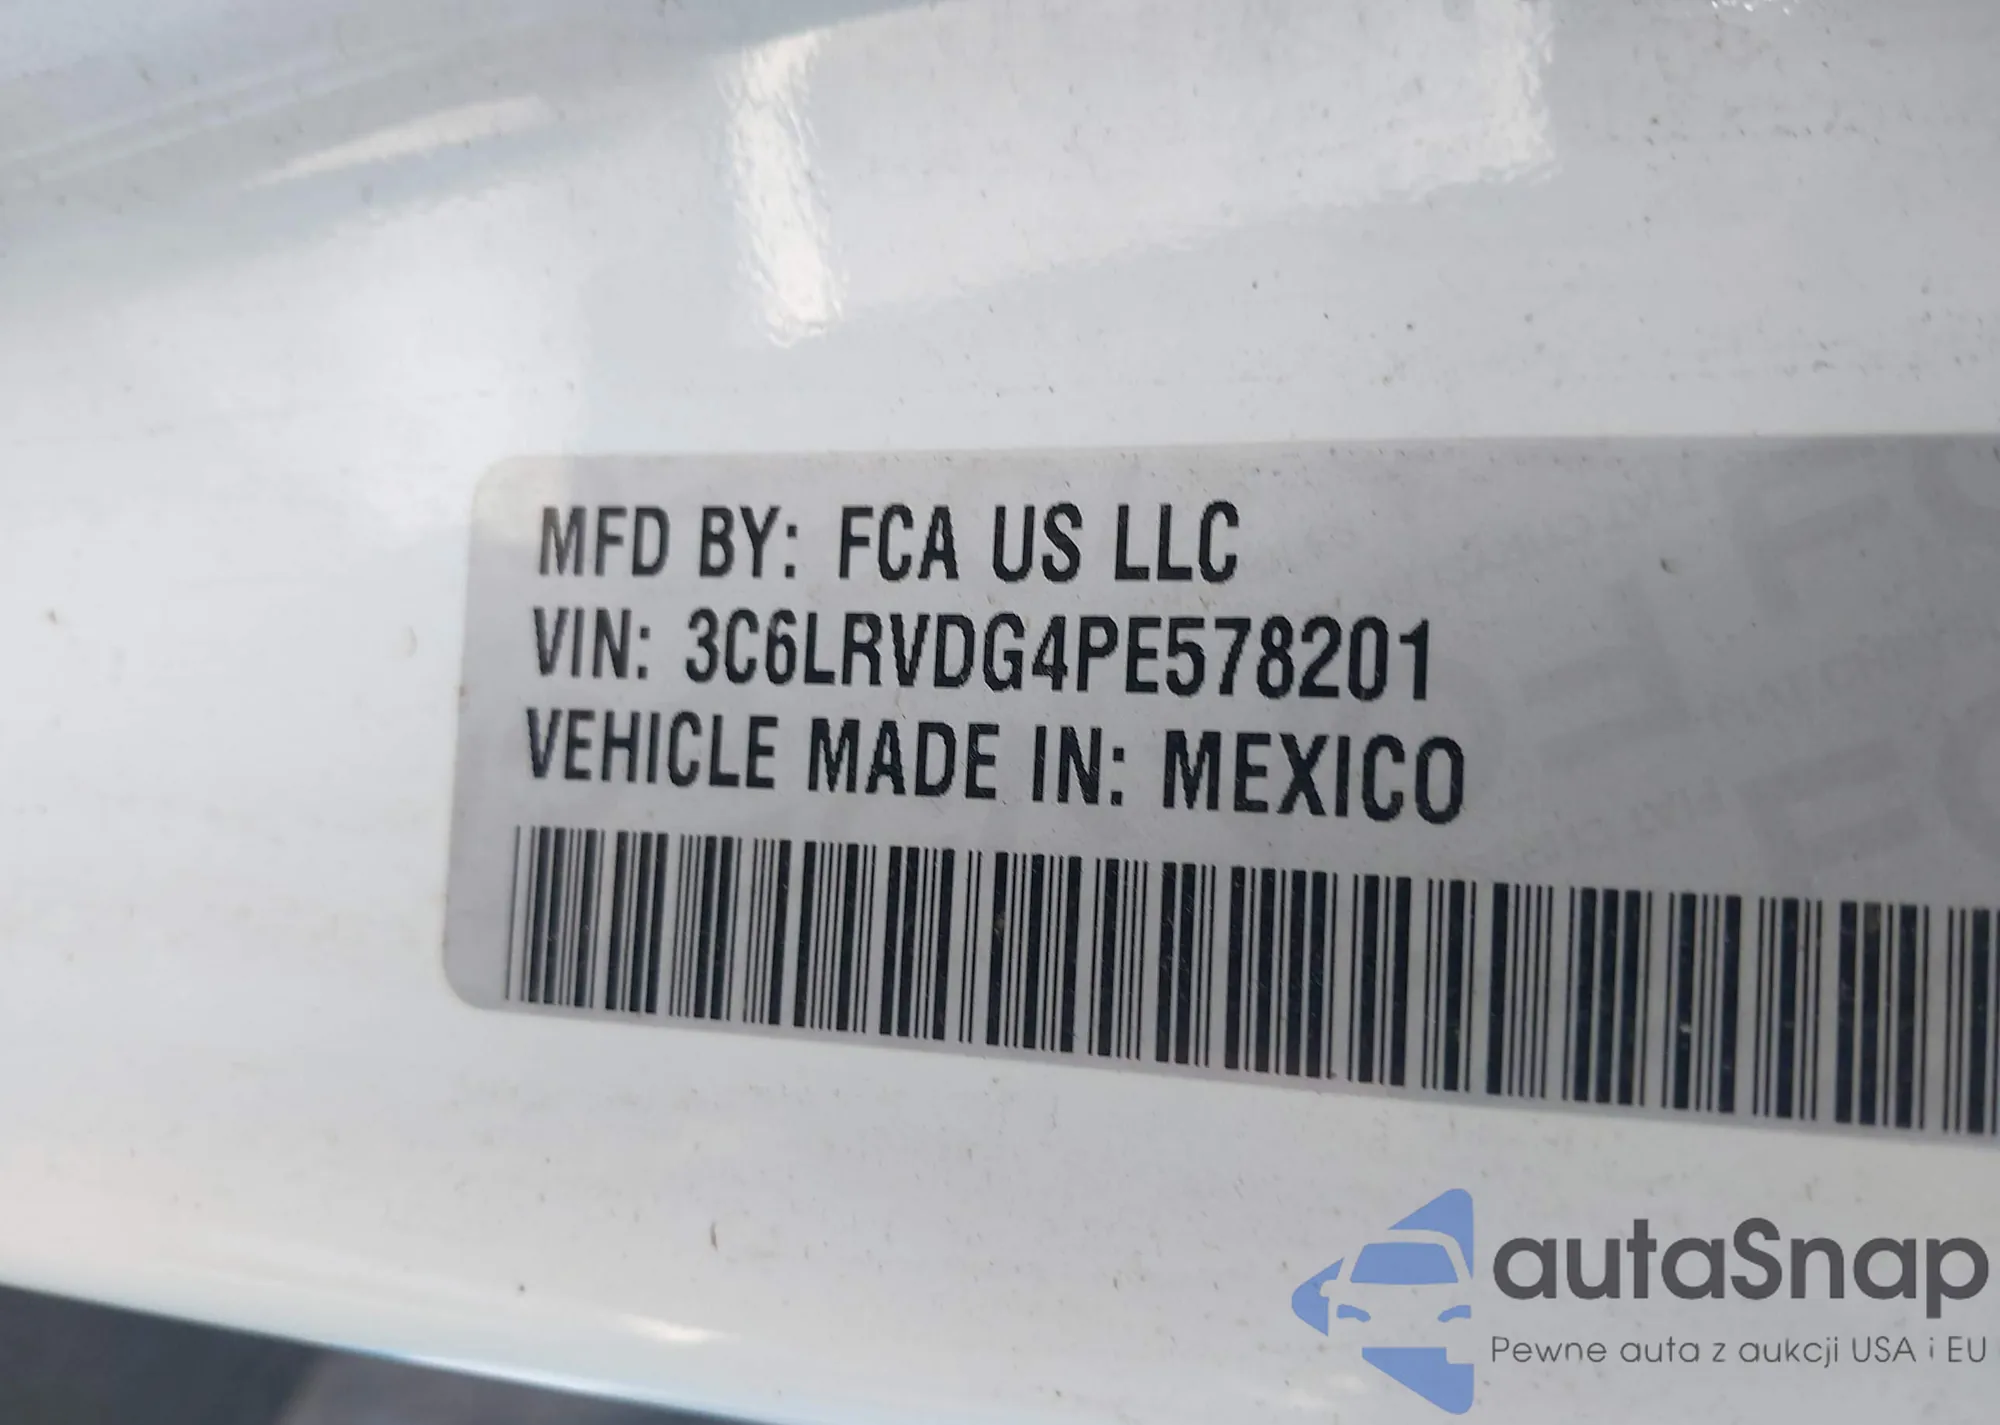 MFD BY: FCA US LLC
VIN: 3C6LRVDG4PE578201
VEHICLE MADE IN: MEXICO
autaSnap
Pewne auta z aukcji USA i EU